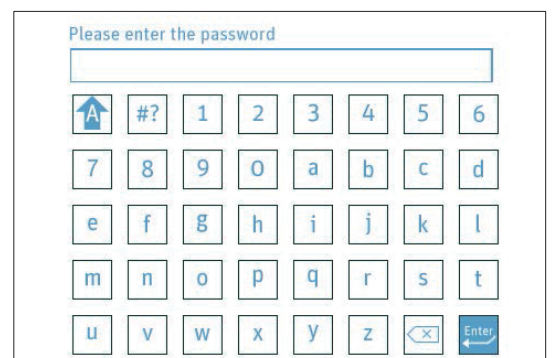 Please enter the password
A #? 1 2 3 4 5 6
7 8 9 0 a b c d
e f g h i j k l
m n o p q r s t
u v w x y z Enter